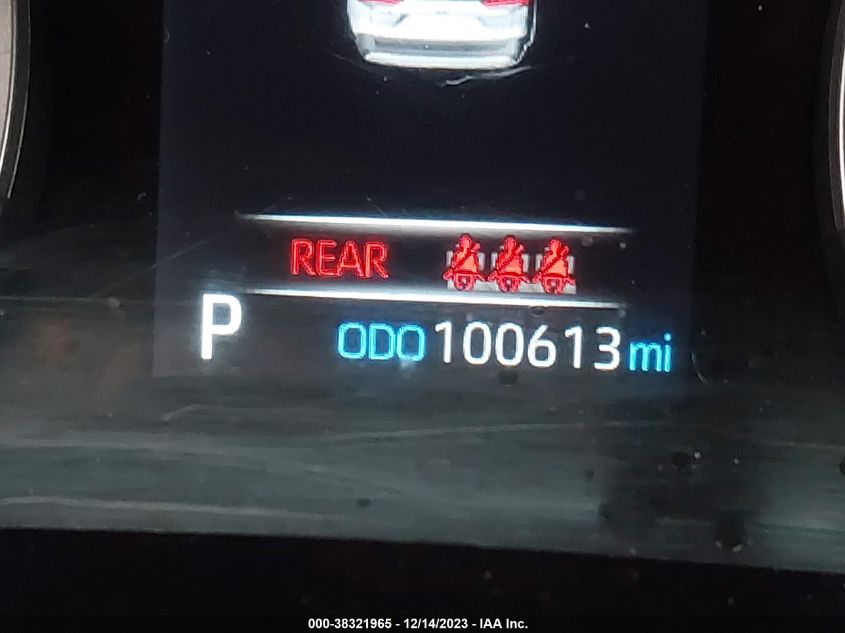 REAR
P ODO 100613 mi
000-38321965 - 12/14/2023 - IAA Inc.